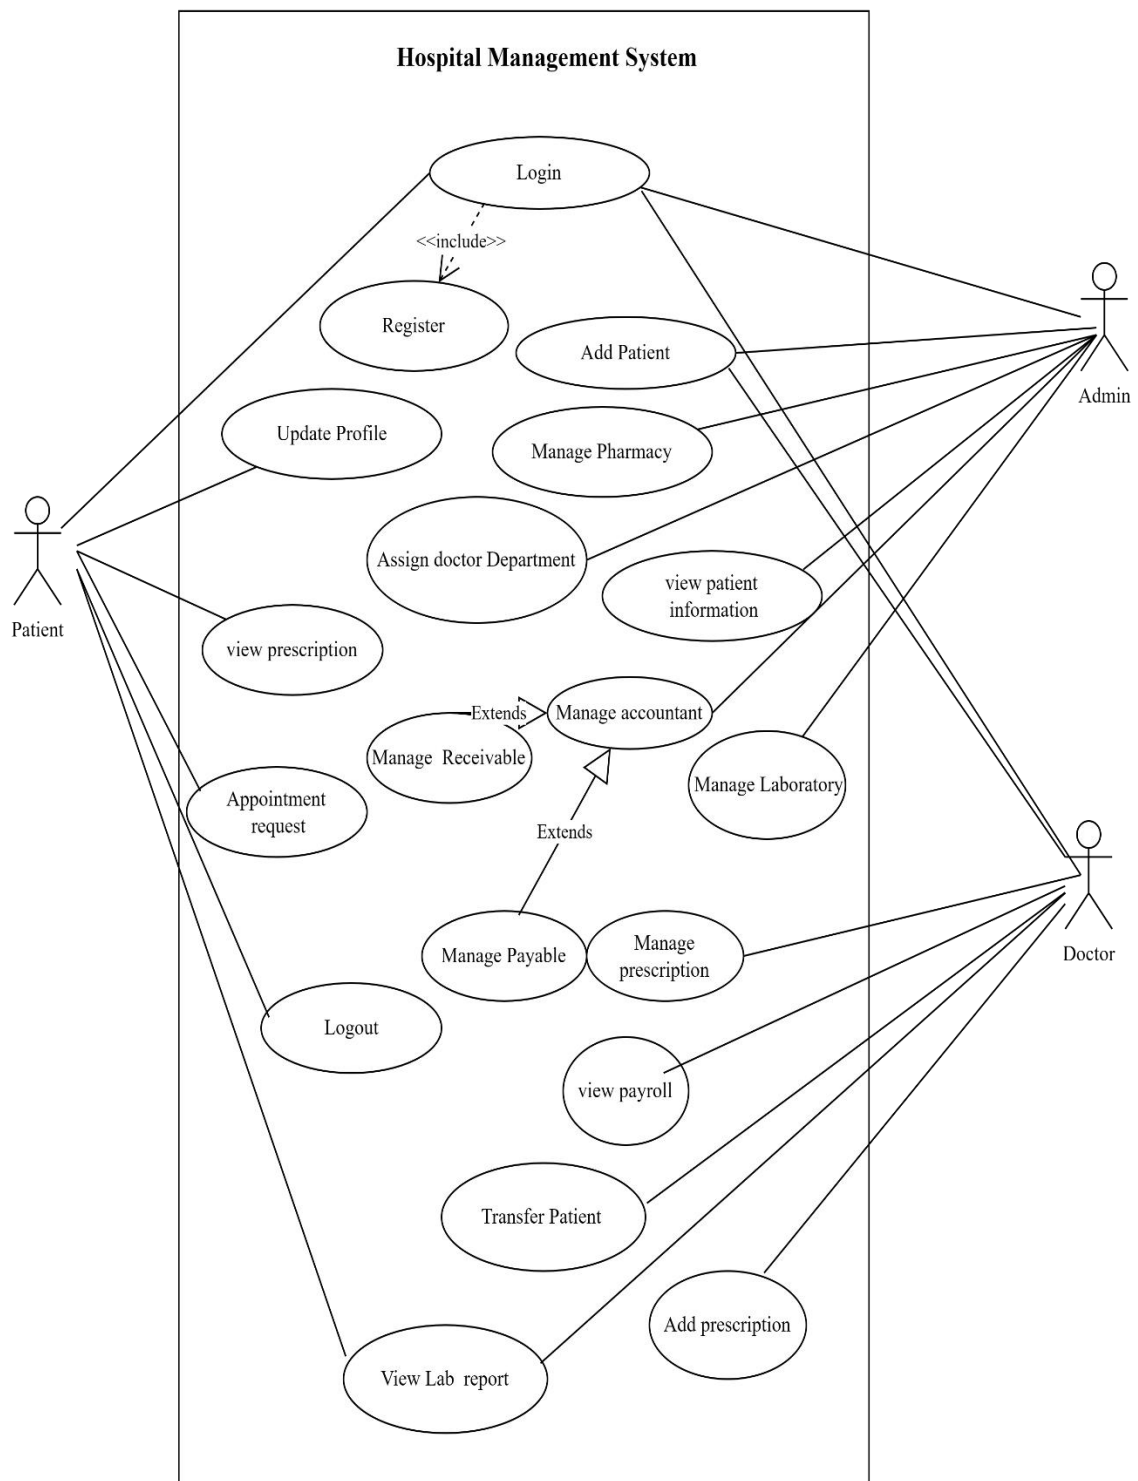 Hospital Management System
Login
<<include>>
Register
Add Patient
Admin
Update Profile
Manage Pharmacy
Assign doctor Department
view patient
information
Patient
view prescription
Extends
Manage accountant
Manage  Receivable
Manage Laboratory
Appointment
request
Extends
Manage Payable
Manage
prescription
Doctor
Logout
view payroll
Transfer Patient
Add prescription
View Lab  report